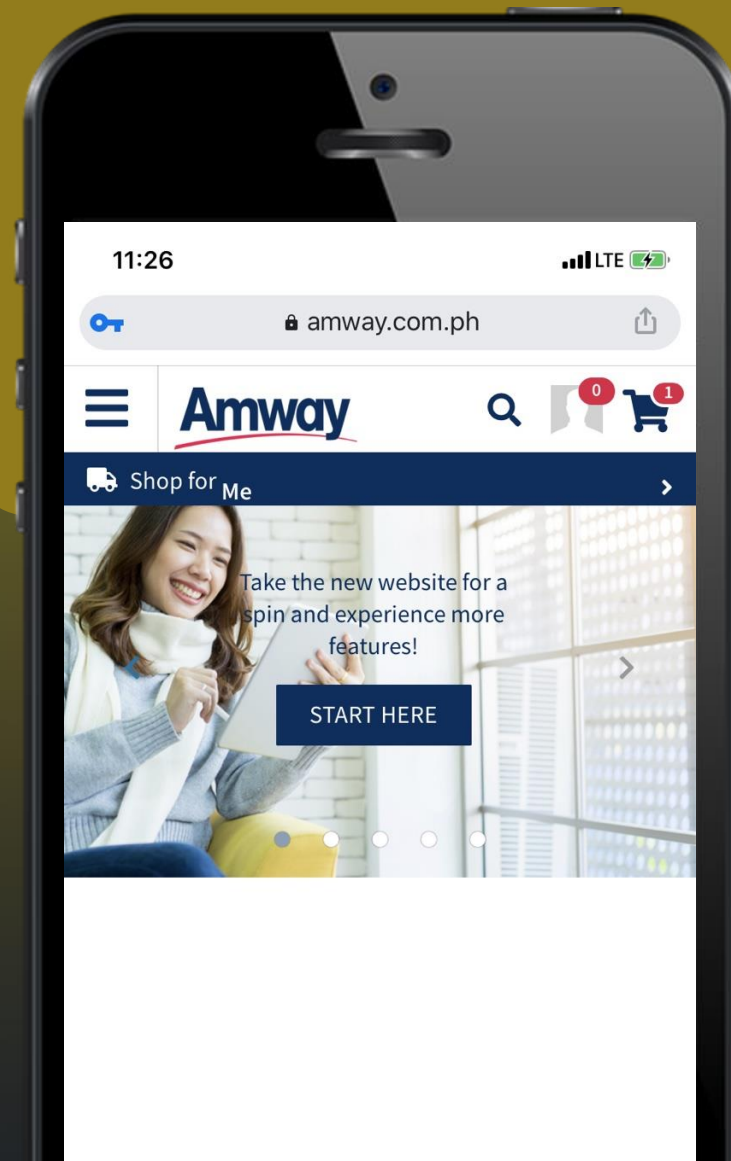 11:26 LTE
amway.com.ph
Amway 0 1
Shop for Me
Take the new website for a
spin and experience more
features!
START HERE